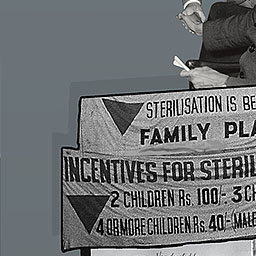 STERILISATION IS BE
FAMILY PLA
INCENTIVES FOR STERIL
2 CHILDREN Rs. 100/-. 3 C
4 OR MORE CHILDREN Rs. 40/- (MALE